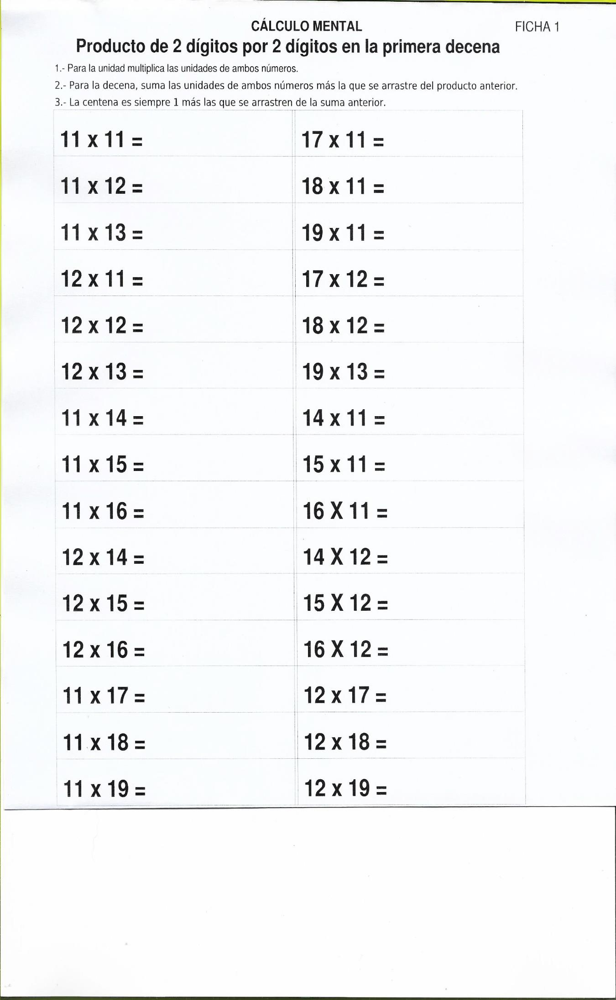 CÁLCULO MENTAL FICHA 1
Producto de 2 dígitos por 2 dígitos en la primera decena
1.- Para la unidad multiplica las unidades de ambos números.
2.- Para la decena, suma las unidades de ambos números más la que se arrastre del producto anterior.
3.- La centena es siempre 1 más las que se arrastren de la suma anterior.
11 x 11 = 17 x 11 =
11 x 12 = 18 x 11 =
11 x 13 = 19 x 11 =
12 x 11 = 17 x 12 =
12 x 12 = 18 x 12 =
12 x 13 = 19 x 13 =
11 x 14 = 14 x 11 =
11 x 15 = 15 x 11 =
11 x 16 = 16 X 11 =
12 x 14 = 14 X 12 =
12 x 15 = 15 X 12 =
12 x 16 = 16 X 12 =
11 x 17 = 12 x 17 =
11 x 18 = 12 x 18 =
11 x 19 = 12 x 19 =